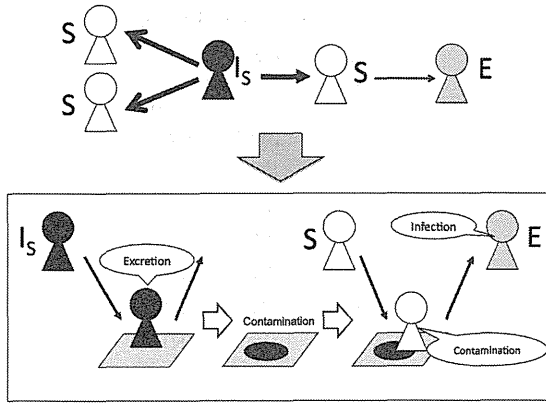 S
I_S
S
E
S
I_S
Excretion
S
Infection
E
Contamination
Contamination